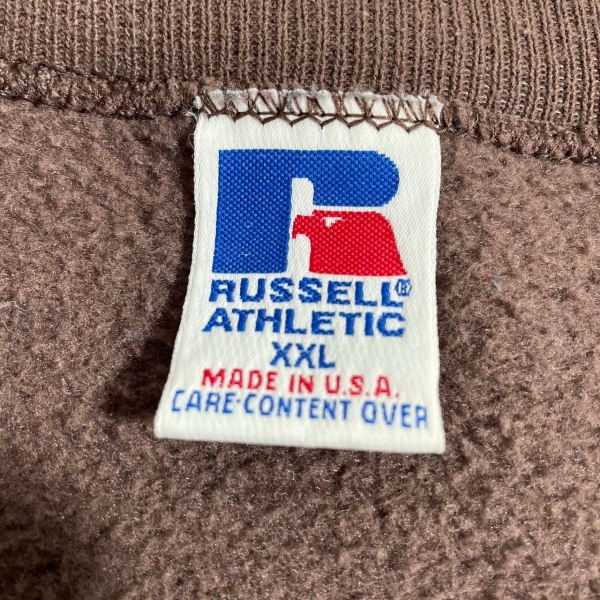 RUSSELL®
ATHLETIC
XXL
MADE IN U.S.A.
CARE·CONTENT OVER